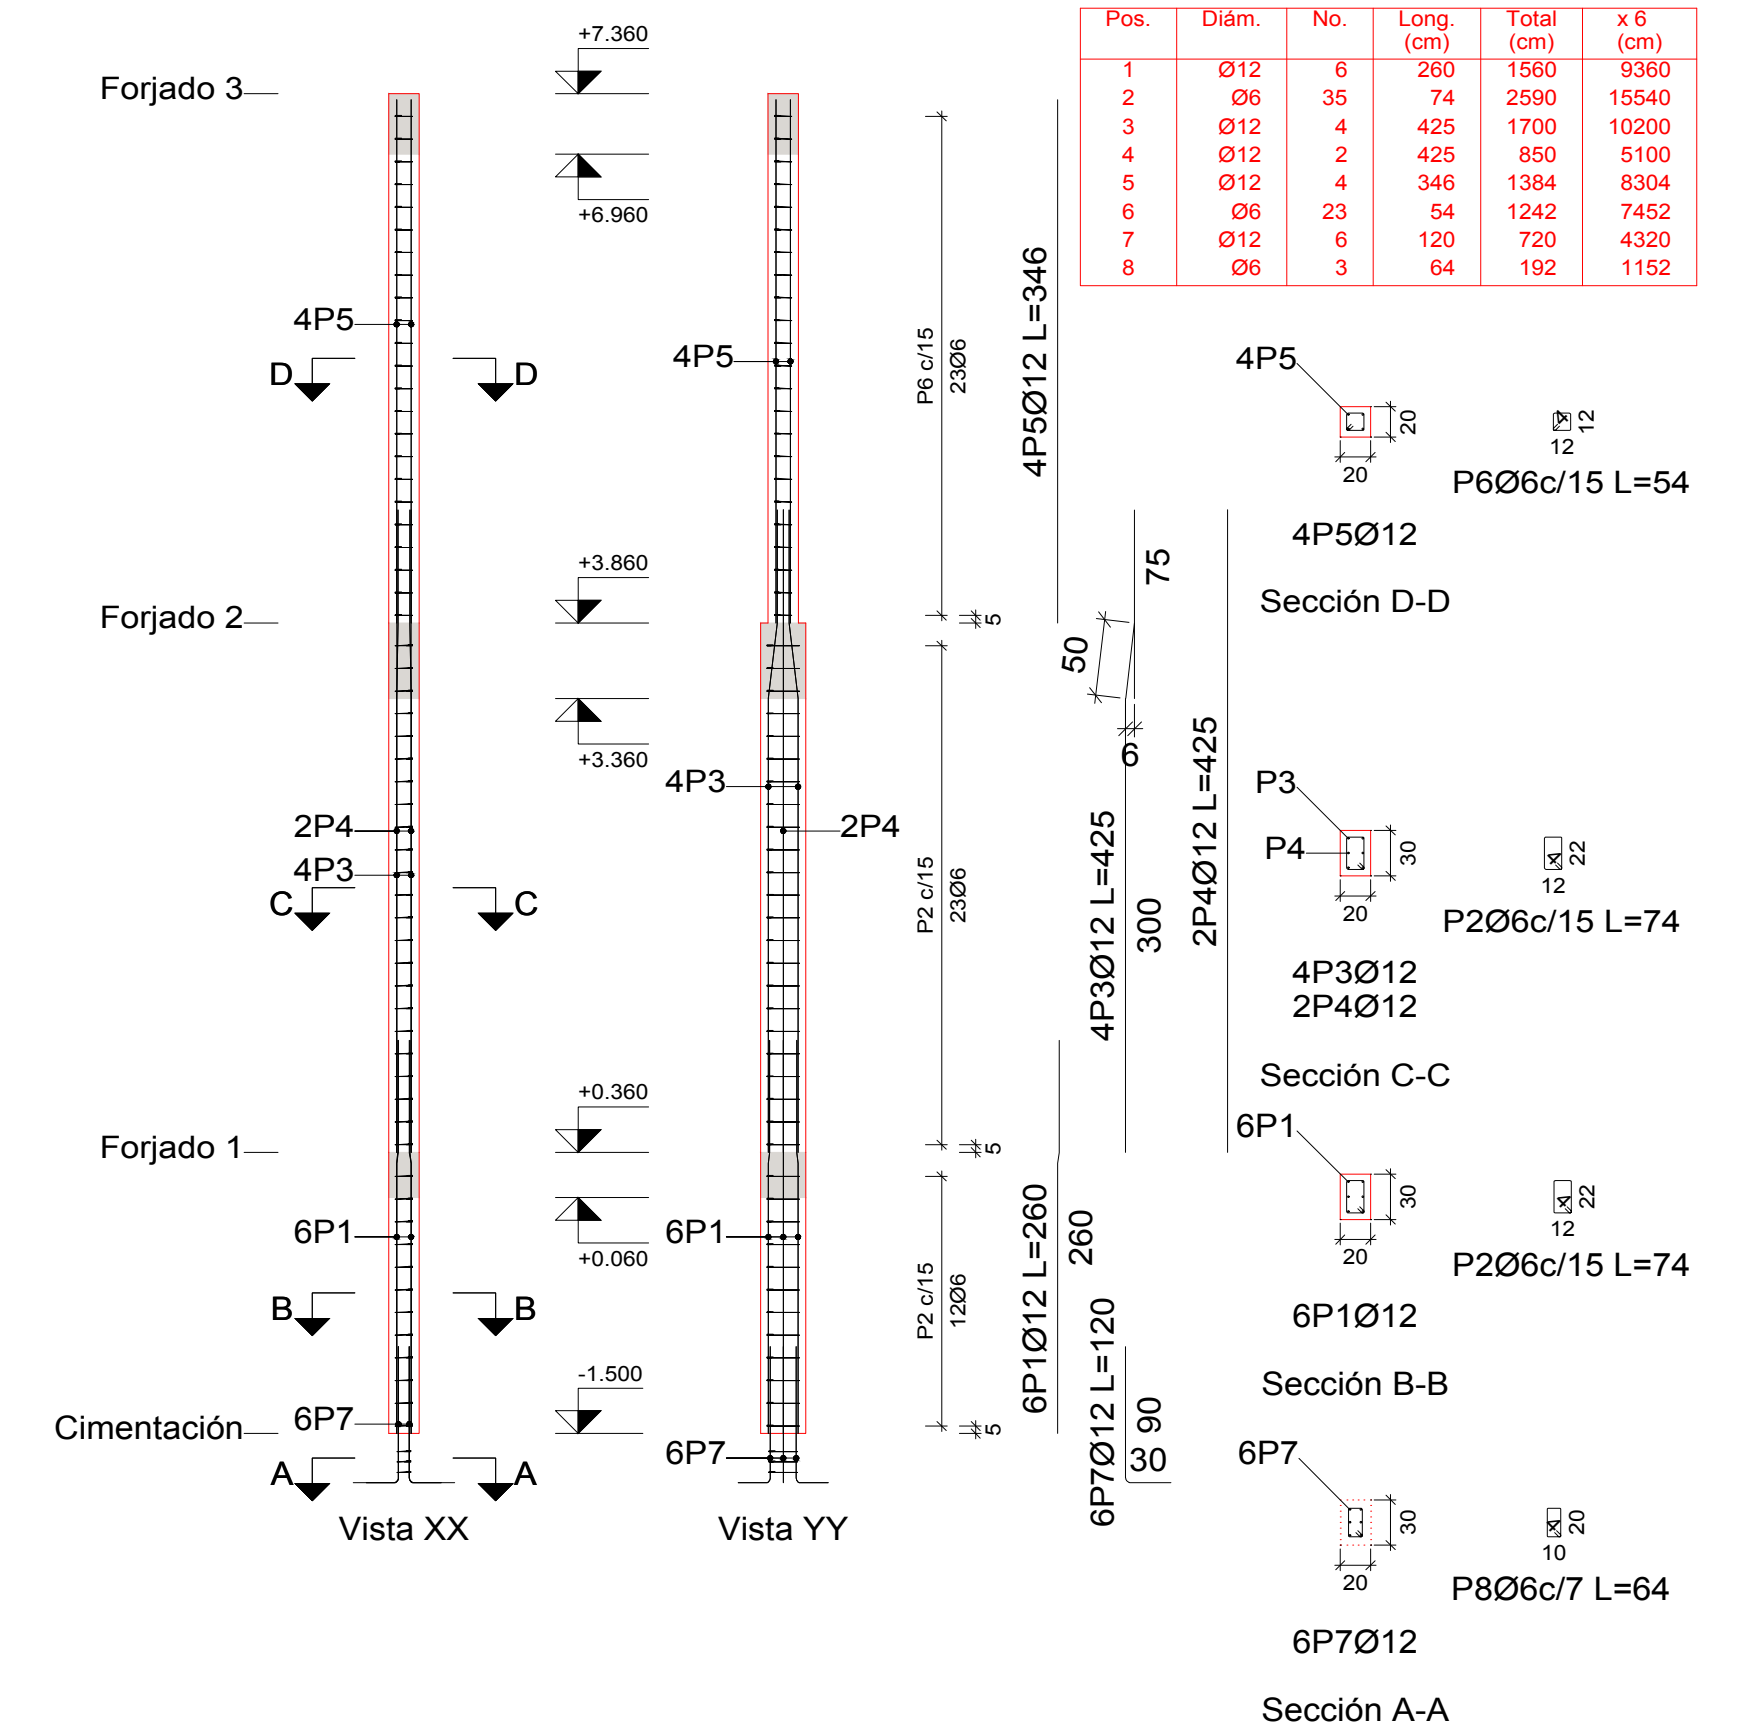 Pos. Diám. No. Long. (cm) Total (cm) x 6 (cm)
1 Ø12 6 260 1560 9360
2 Ø6 35 74 2590 15540
3 Ø12 4 425 1700 10200
4 Ø12 2 425 850 5100
5 Ø12 4 346 1384 8304
6 Ø6 23 54 1242 7452
7 Ø12 6 120 720 4320
8 Ø6 3 64 192 1152
Forjado 3
4P5
D D
Forjado 2
2P4
4P3
C C
Forjado 1
6P1
B B
Cimentación
6P7
A A
Vista XX
+7.360
+6.960
+3.860
+3.360
+0.360
+0.060
-1.500
4P5
4P3
2P4
6P1
6P7
Vista YY
P6 c/15
23Ø6
5
P2 c/15
23Ø6
5
P2 c/15
12Ø6
5
4P5Ø12 L=346
75
50
6
4P3Ø12 L=425
300
2P4Ø12 L=425
6P1Ø12 L=260
260
6P7Ø12 L=120
90
30
4P5
20
20
12
12
P6Ø6c/15 L=54
4P5Ø12
Sección D-D
P3
P4
30
20
22
12
P2Ø6c/15 L=74
4P3Ø12
2P4Ø12
Sección C-C
6P1
30
20
22
12
P2Ø6c/15 L=74
6P1Ø12
Sección B-B
6P7
30
20
20
10
P8Ø6c/7 L=64
6P7Ø12
Sección A-A